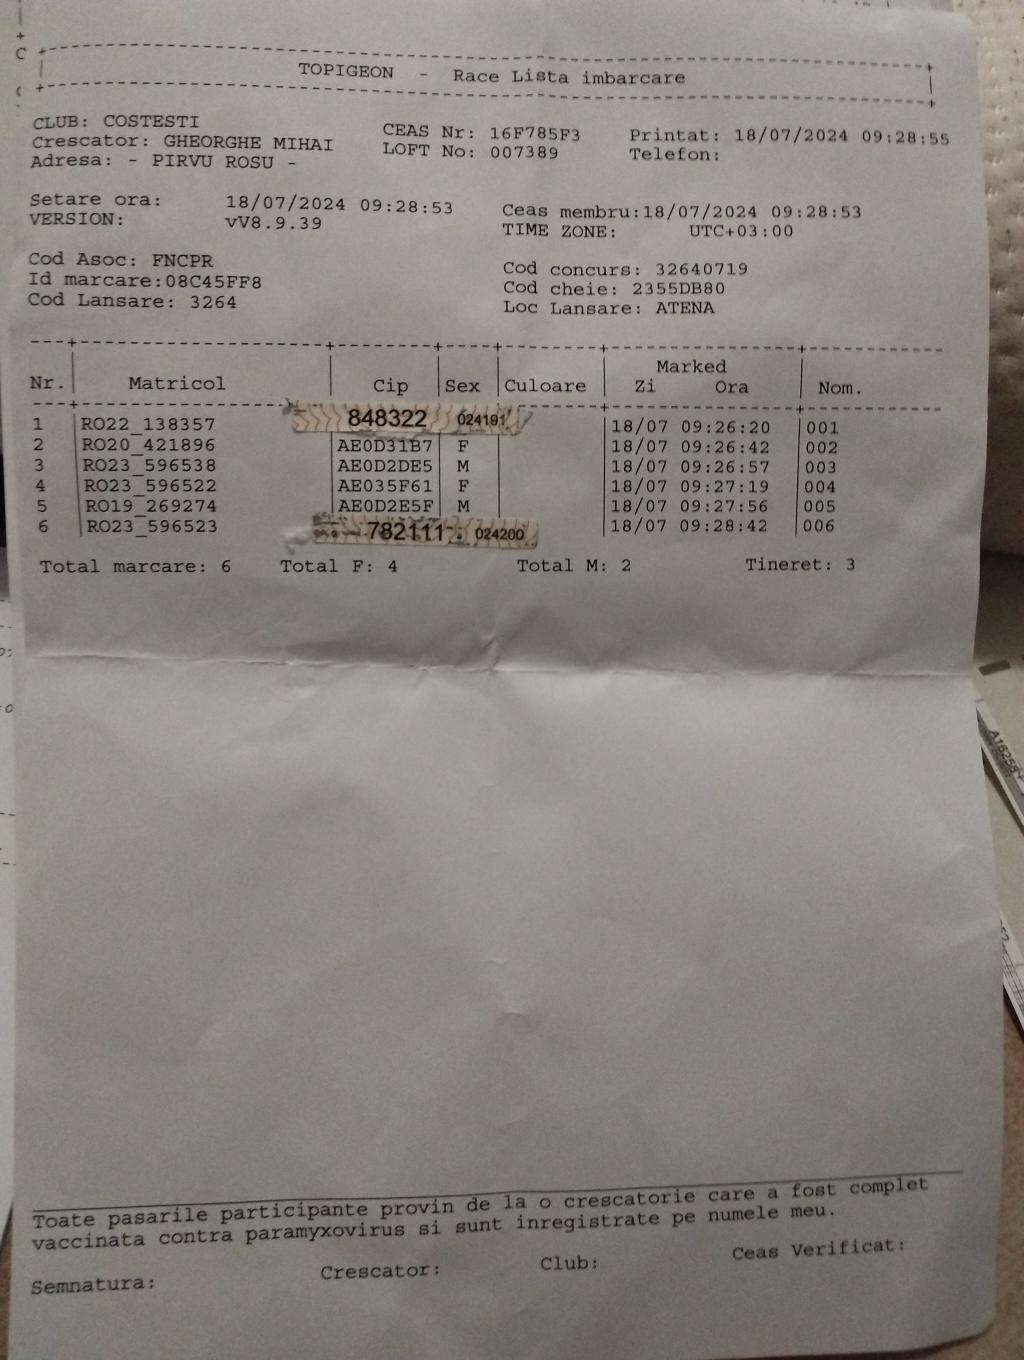 TOPIGEON - Race Lista imbarcare
CLUB: COSTESTI
Crescator: GHEORGHE MIHAI CEAS Nr: 16F785F3 Printat: 18/07/2024 09:28:55
Adresa: - PIRVU ROSU - LOFT No: 007389 Telefon:
Setare ora: 18/07/2024 09:28:53 Ceas membru:18/07/2024 09:28:53
VERSION: vV8.9.39 TIME ZONE: UTC+03:00
Cod Asoc: FNCPR Cod concurs: 32640719
Id marcare:08C45FF8 Cod cheie: 2355DB80
Cod Lansare: 3264 Loc Lansare: ATENA
Marked
Nr. Matricol Cip Sex Culoare Zi Ora Nom.
1 RO22_138357 848322 024191 18/07 09:26:20 001
2 RO20_421896 AE0D31B7 F 18/07 09:26:42 002
3 RO23_596538 AE0D2DE5 M 18/07 09:26:57 003
4 RO23_596522 AE035F61 F 18/07 09:27:19 004
5 RO19_269274 AE0D2E5F M 18/07 09:27:56 005
6 RO23_596523 782111 024200 18/07 09:28:42 006
Total marcare: 6 Total F: 4 Total M: 2 Tineret: 3
Toate pasarile participante provin de la o crescatorie care a fost complet
vaccinata contra paramyxovirus si sunt inregistrate pe numele meu.
Semnatura: Crescator: Club: Ceas Verificat: